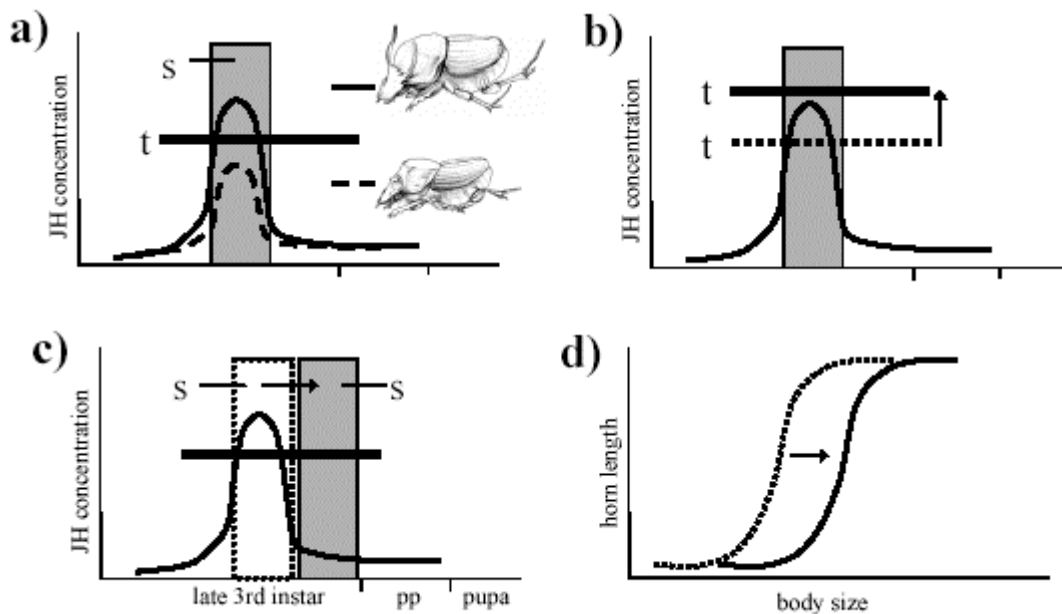 a)
S
t
JH concentration
b)
t
t
JH concentration
c)
S
S
JH concentration
late 3rd instar
pp
pupa
d)
horn length
body size